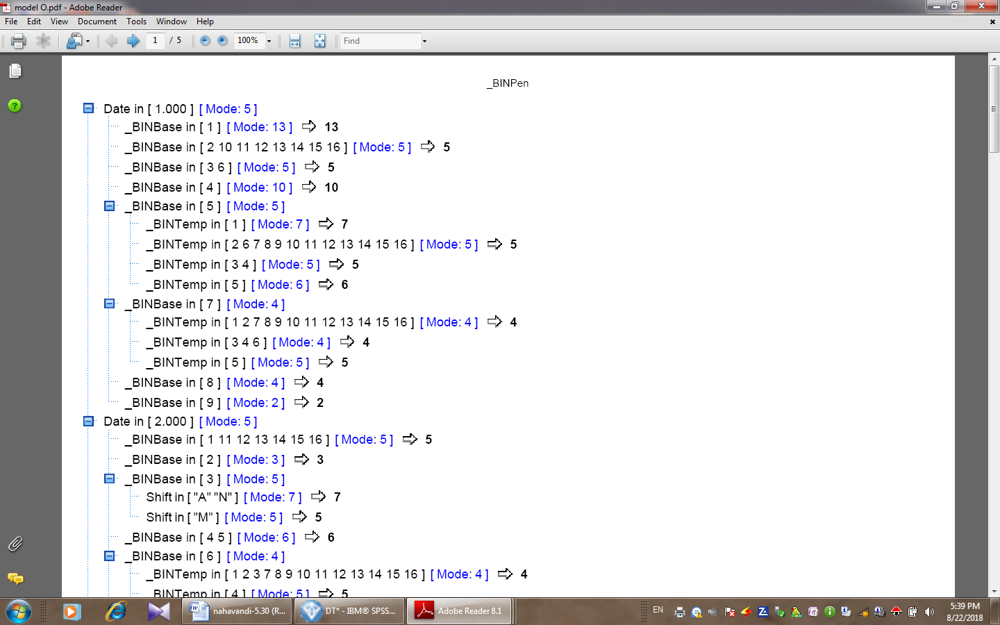 model O.pdf - Adobe Reader
File Edit View Document Tools Window Help
1 / 5 100% Find
_BINPen
Date in [ 1.000 ] [ Mode: 5 ]
_BINBase in [ 1 ] [ Mode: 13 ] ⇨ 13
_BINBase in [ 2 10 11 12 13 14 15 16 ] [ Mode: 5 ] ⇨ 5
_BINBase in [ 3 6 ] [ Mode: 5 ] ⇨ 5
_BINBase in [ 4 ] [ Mode: 10 ] ⇨ 10
_BINBase in [ 5 ] [ Mode: 5 ]
_BINTemp in [ 1 ] [ Mode: 7 ] ⇨ 7
_BINTemp in [ 2 6 7 8 9 10 11 12 13 14 15 16 ] [ Mode: 5 ] ⇨ 5
_BINTemp in [ 3 4 ] [ Mode: 5 ] ⇨ 5
_BINTemp in [ 5 ] [ Mode: 6 ] ⇨ 6
_BINBase in [ 7 ] [ Mode: 4 ]
_BINTemp in [ 1 2 7 8 9 10 11 12 13 14 15 16 ] [ Mode: 4 ] ⇨ 4
_BINTemp in [ 3 4 6 ] [ Mode: 4 ] ⇨ 4
_BINTemp in [ 5 ] [ Mode: 5 ] ⇨ 5
_BINBase in [ 8 ] [ Mode: 4 ] ⇨ 4
_BINBase in [ 9 ] [ Mode: 2 ] ⇨ 2
Date in [ 2.000 ] [ Mode: 5 ]
_BINBase in [ 1 11 12 13 14 15 16 ] [ Mode: 5 ] ⇨ 5
_BINBase in [ 2 ] [ Mode: 3 ] ⇨ 3
_BINBase in [ 3 ] [ Mode: 5 ]
Shift in [ "A" "N" ] [ Mode: 7 ] ⇨ 7
Shift in [ "M" ] [ Mode: 5 ] ⇨ 5
_BINBase in [ 4 5 ] [ Mode: 6 ] ⇨ 6
_BINBase in [ 6 ] [ Mode: 4 ]
_BINTemp in [ 1 2 3 7 8 9 10 11 12 13 14 15 16 ] [ Mode: 4 ] ⇨ 4
_BINTemp in [ 4 ] [ Mode: 5 ] ⇨ 5
nahavandi-5.30 (R... DT* - IBM® SPSS... Adobe Reader 8.1 EN 5:39 PM
8/22/2018